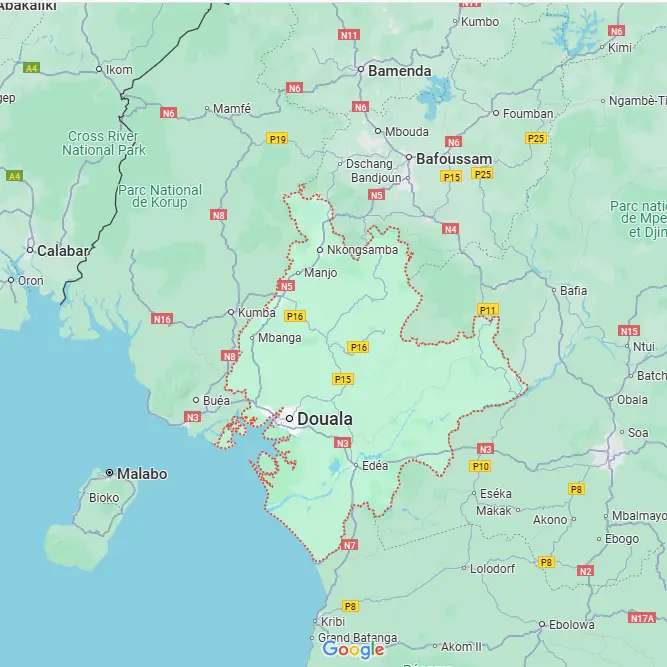 Abakaliki
N11
Kumbo
N11
N6
Kimi
A4
Ikom
Bamenda
N6
N6
Mamfé
N6
Foumban
Ngambè-Ti
Cross River
National Park
P19
Mbouda
N6
P25
Dschang
Bafoussam
Bandjoun
P15
P25
A4
Parc National
de Korup
N5
Parc nati
de Mpe
et Djir
N8
N4
Calabar
Nkongsamba
Oron
Manjo
N5
Bafia
P11
N16
Kumba
P16
N15
Mbanga
P16
Ntui
N8
P15
Batch
Buéa
Obala
N3
Douala
Soa
N3
N3
Malabo
Edéa
P10
Bioko
Eséka
P8
Makak
Akono
Mbalmayo
Ebogo
N7
P8
N2
Lolodorf
P8
N17A
Kribi
Ebolowa
Grand Batanga
Google
Akom II